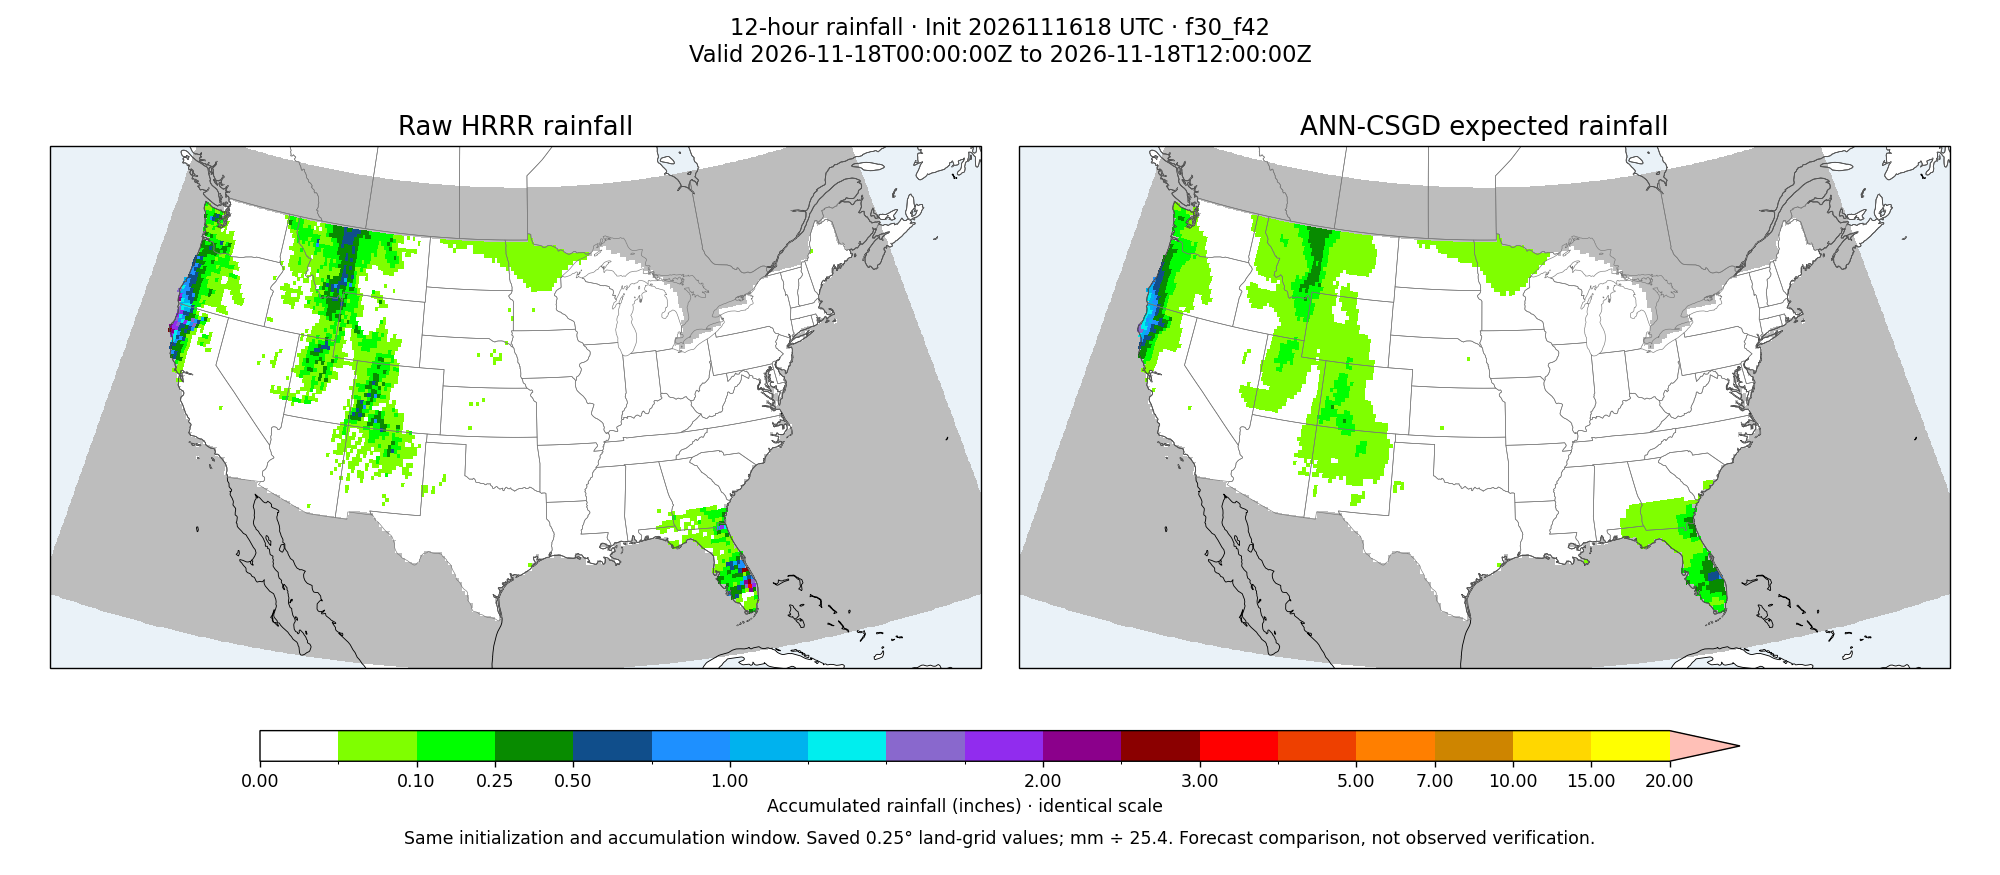 12-hour rainfall · Init 2026111618 UTC · f30_f42
Valid 2026-11-18T00:00:00Z to 2026-11-18T12:00:00Z
Raw HRRR rainfall
ANN-CSGD expected rainfall
0.00 0.10 0.25 0.50 1.00 2.00 3.00 5.00 7.00 10.00 15.00 20.00
Accumulated rainfall (inches) · identical scale
Same initialization and accumulation window. Saved 0.25° land-grid values; mm ÷ 25.4. Forecast comparison, not observed verification.